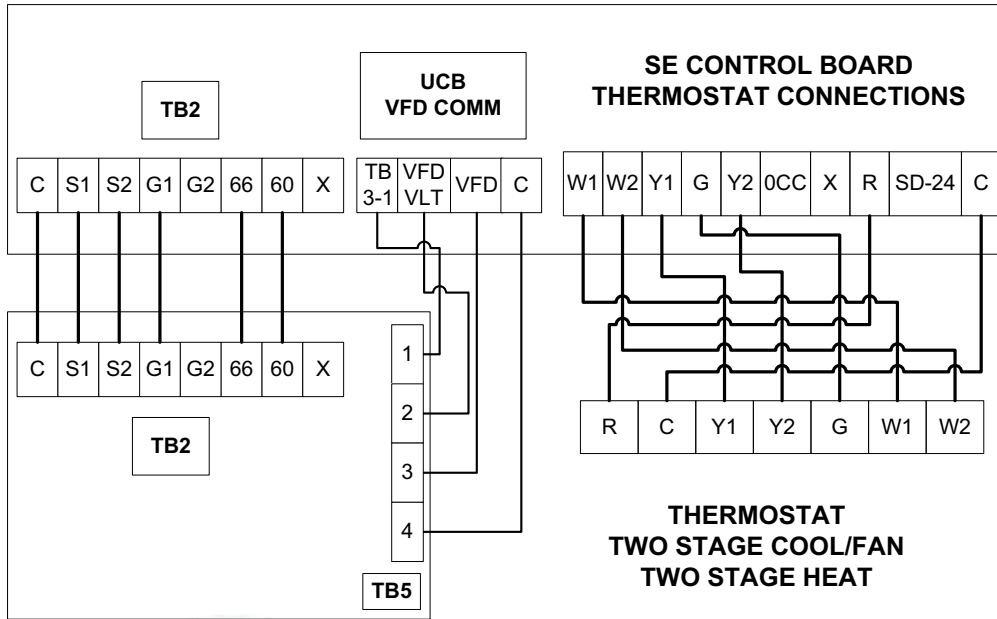 UCB
VFD COMM
SE CONTROL BOARD
THERMOSTAT CONNECTIONS
TB2
C S1 S2 G1 G2 66 60 X
TB
3-1
VFD
VLT
VFD
C
W1 W2 Y1 G Y2 0CC X R SD-24 C
C S1 S2 G1 G2 66 60 X
TB2
1
2
3
4
TB5
R C Y1 Y2 G W1 W2
THERMOSTAT
TWO STAGE COOL/FAN
TWO STAGE HEAT